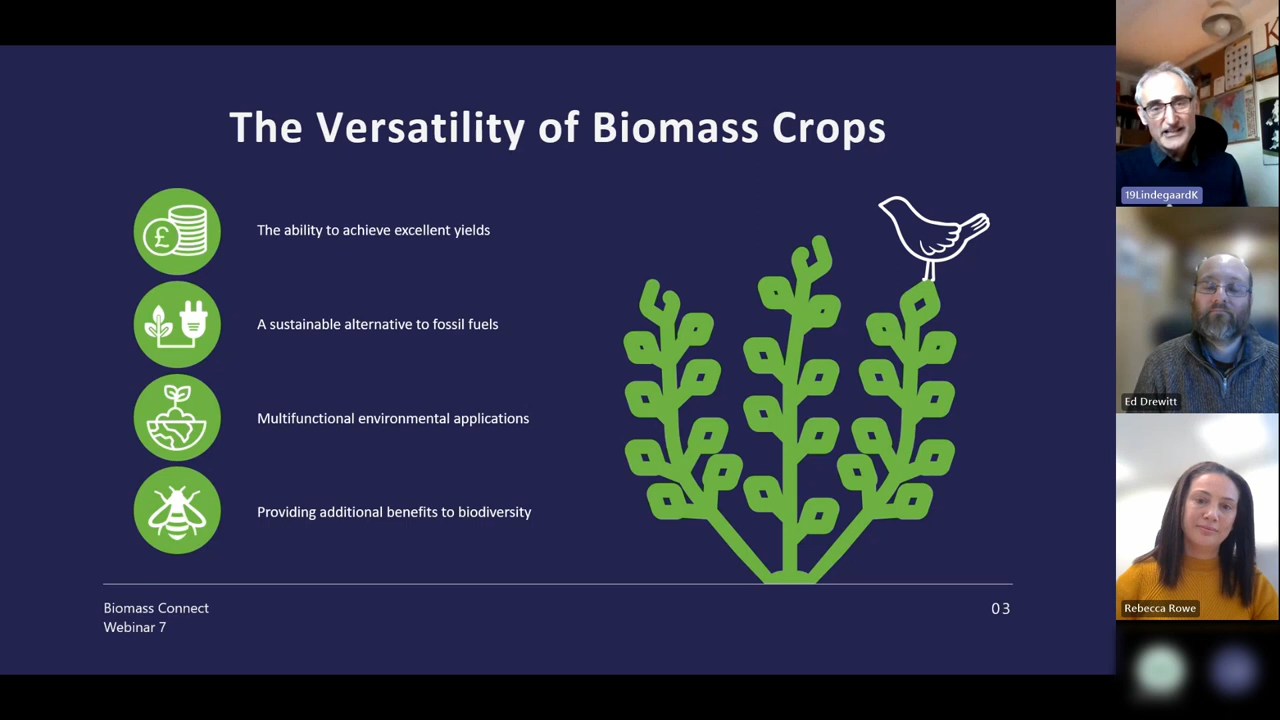 The Versatility of Biomass Crops
£
The ability to achieve excellent yields
A sustainable alternative to fossil fuels
Multifunctional environmental applications
Providing additional benefits to biodiversity
Biomass Connect
Webinar 7
03
K
19LindegaardK
Ed Drewitt
Rebecca Rowe